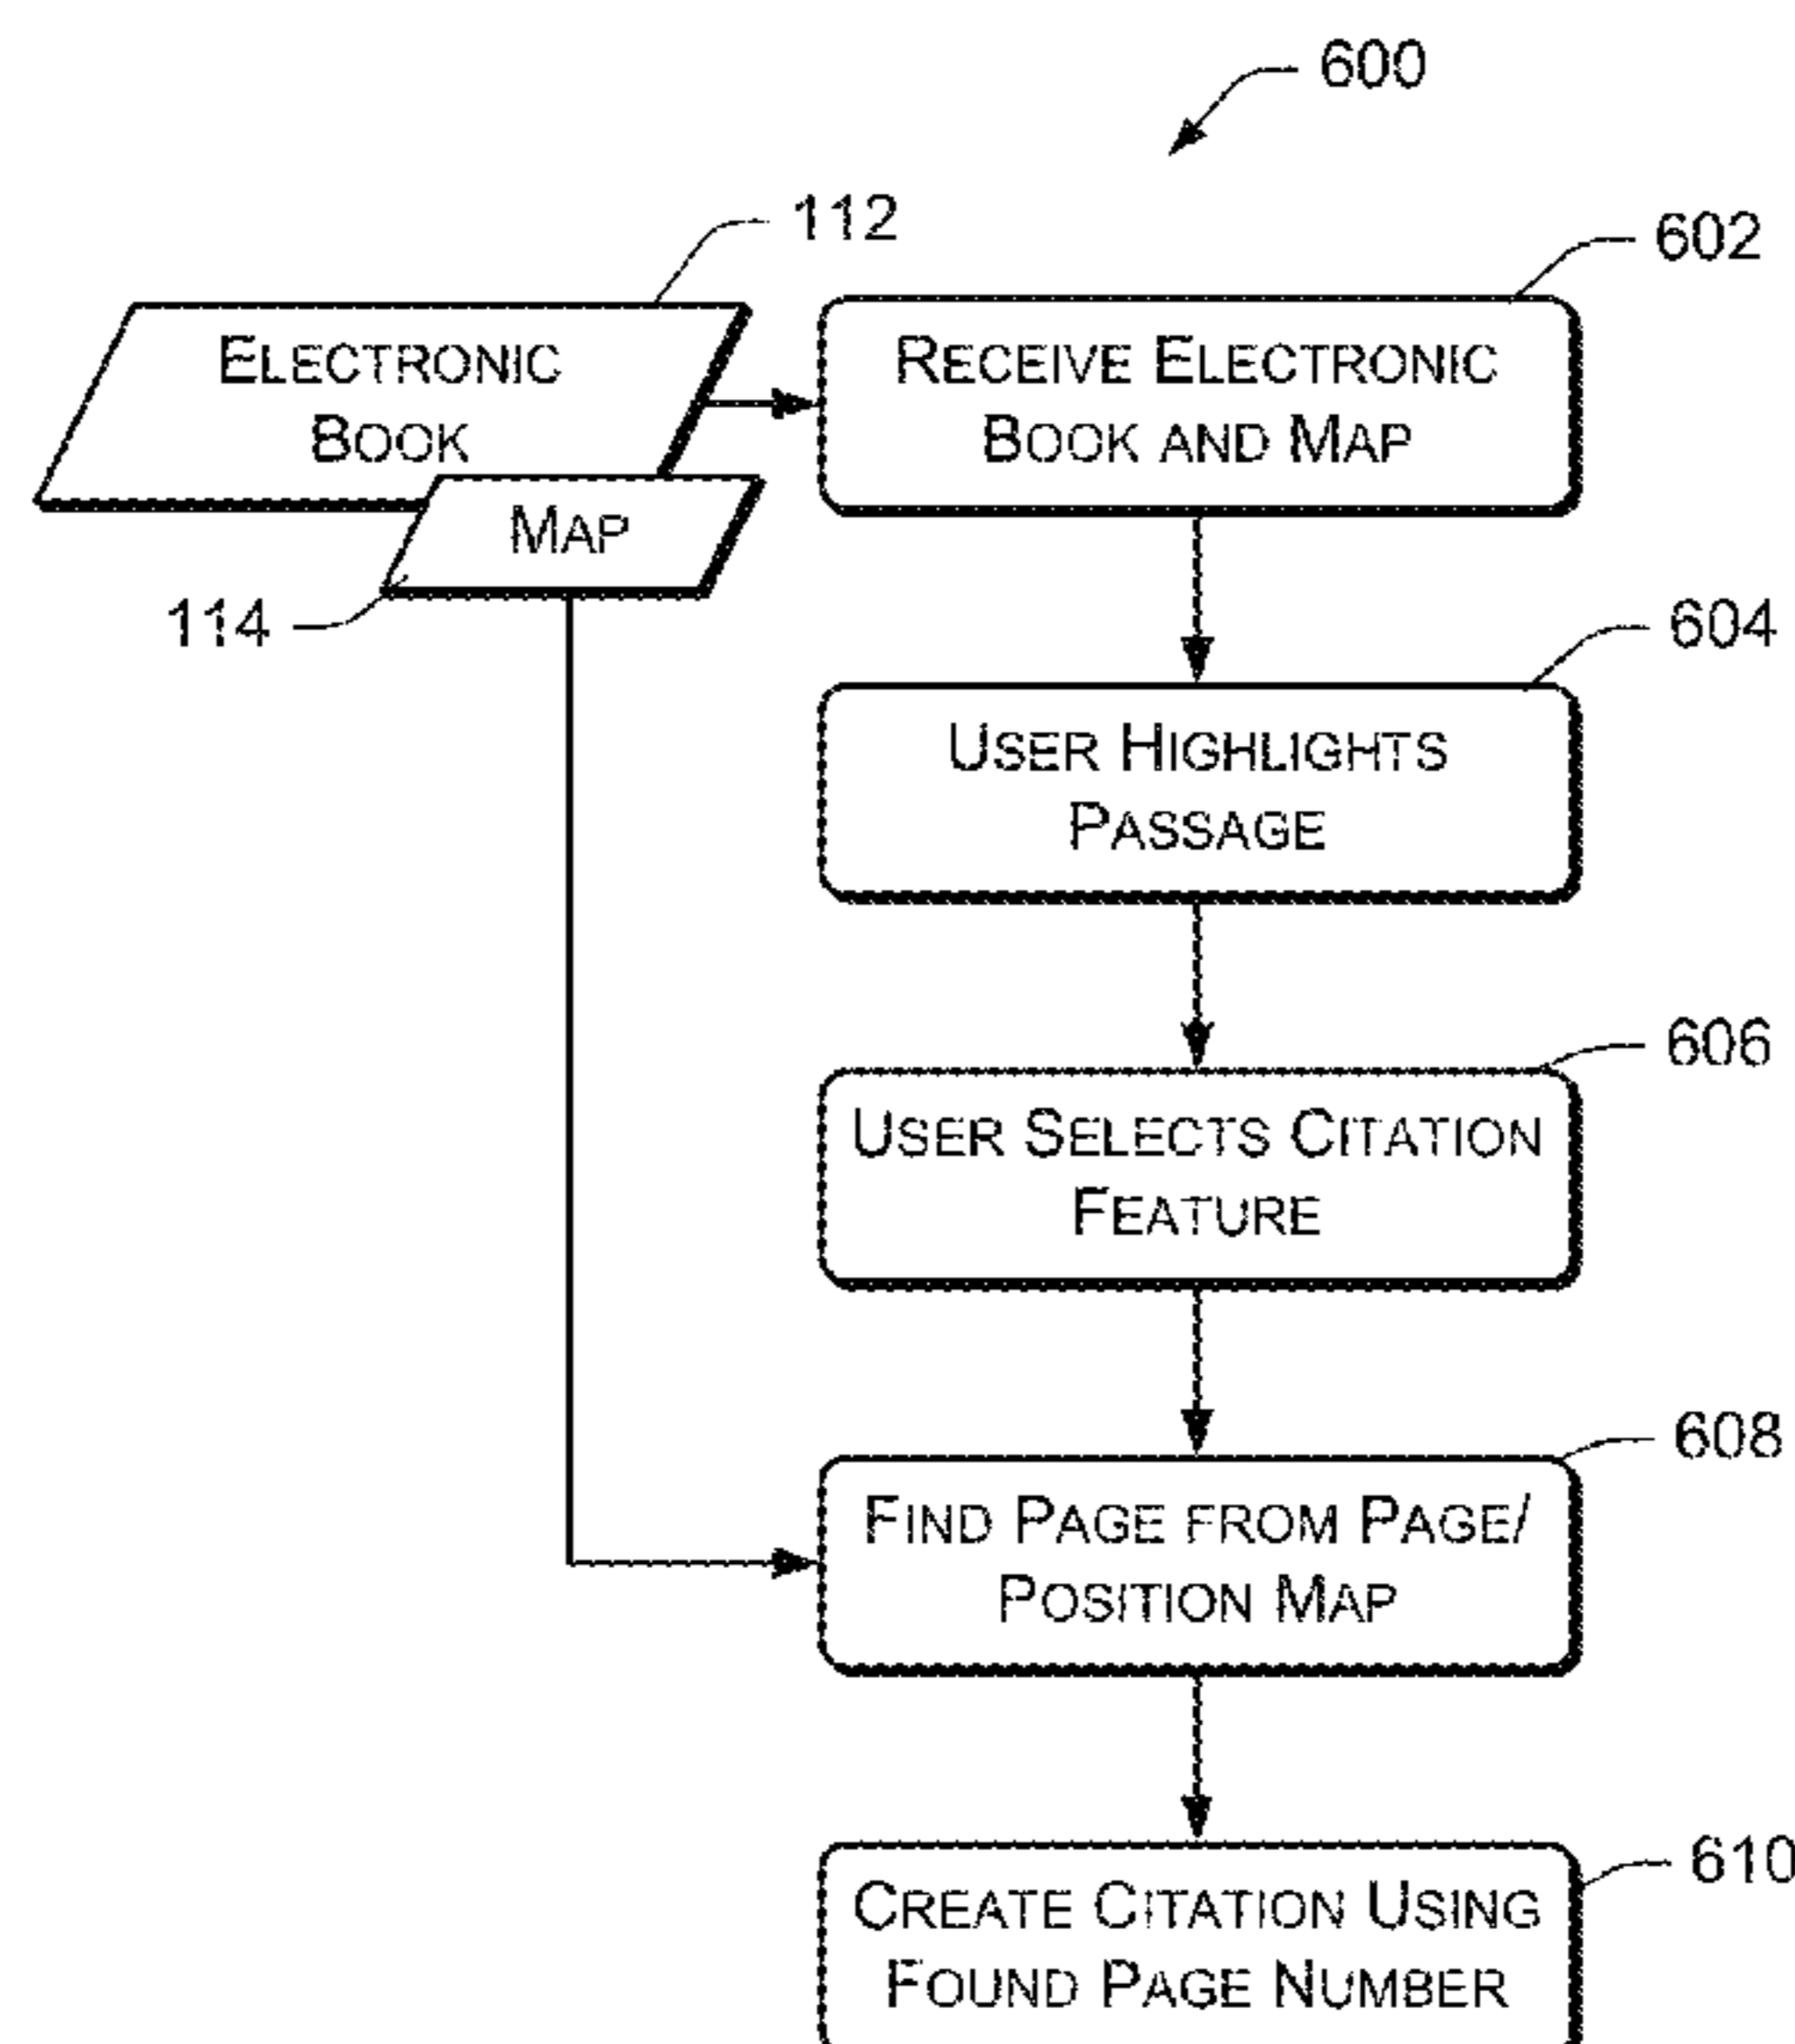 600
112
602
ELECTRONIC
BOOK
RECEIVE ELECTRONIC
BOOK AND MAP
MAP
114
604
USER HIGHLIGHTS
PASSAGE
606
USER SELECTS CITATION
FEATURE
608
FIND PAGE FROM PAGE/
POSITION MAP
610
CREATE CITATION USING
FOUND PAGE NUMBER